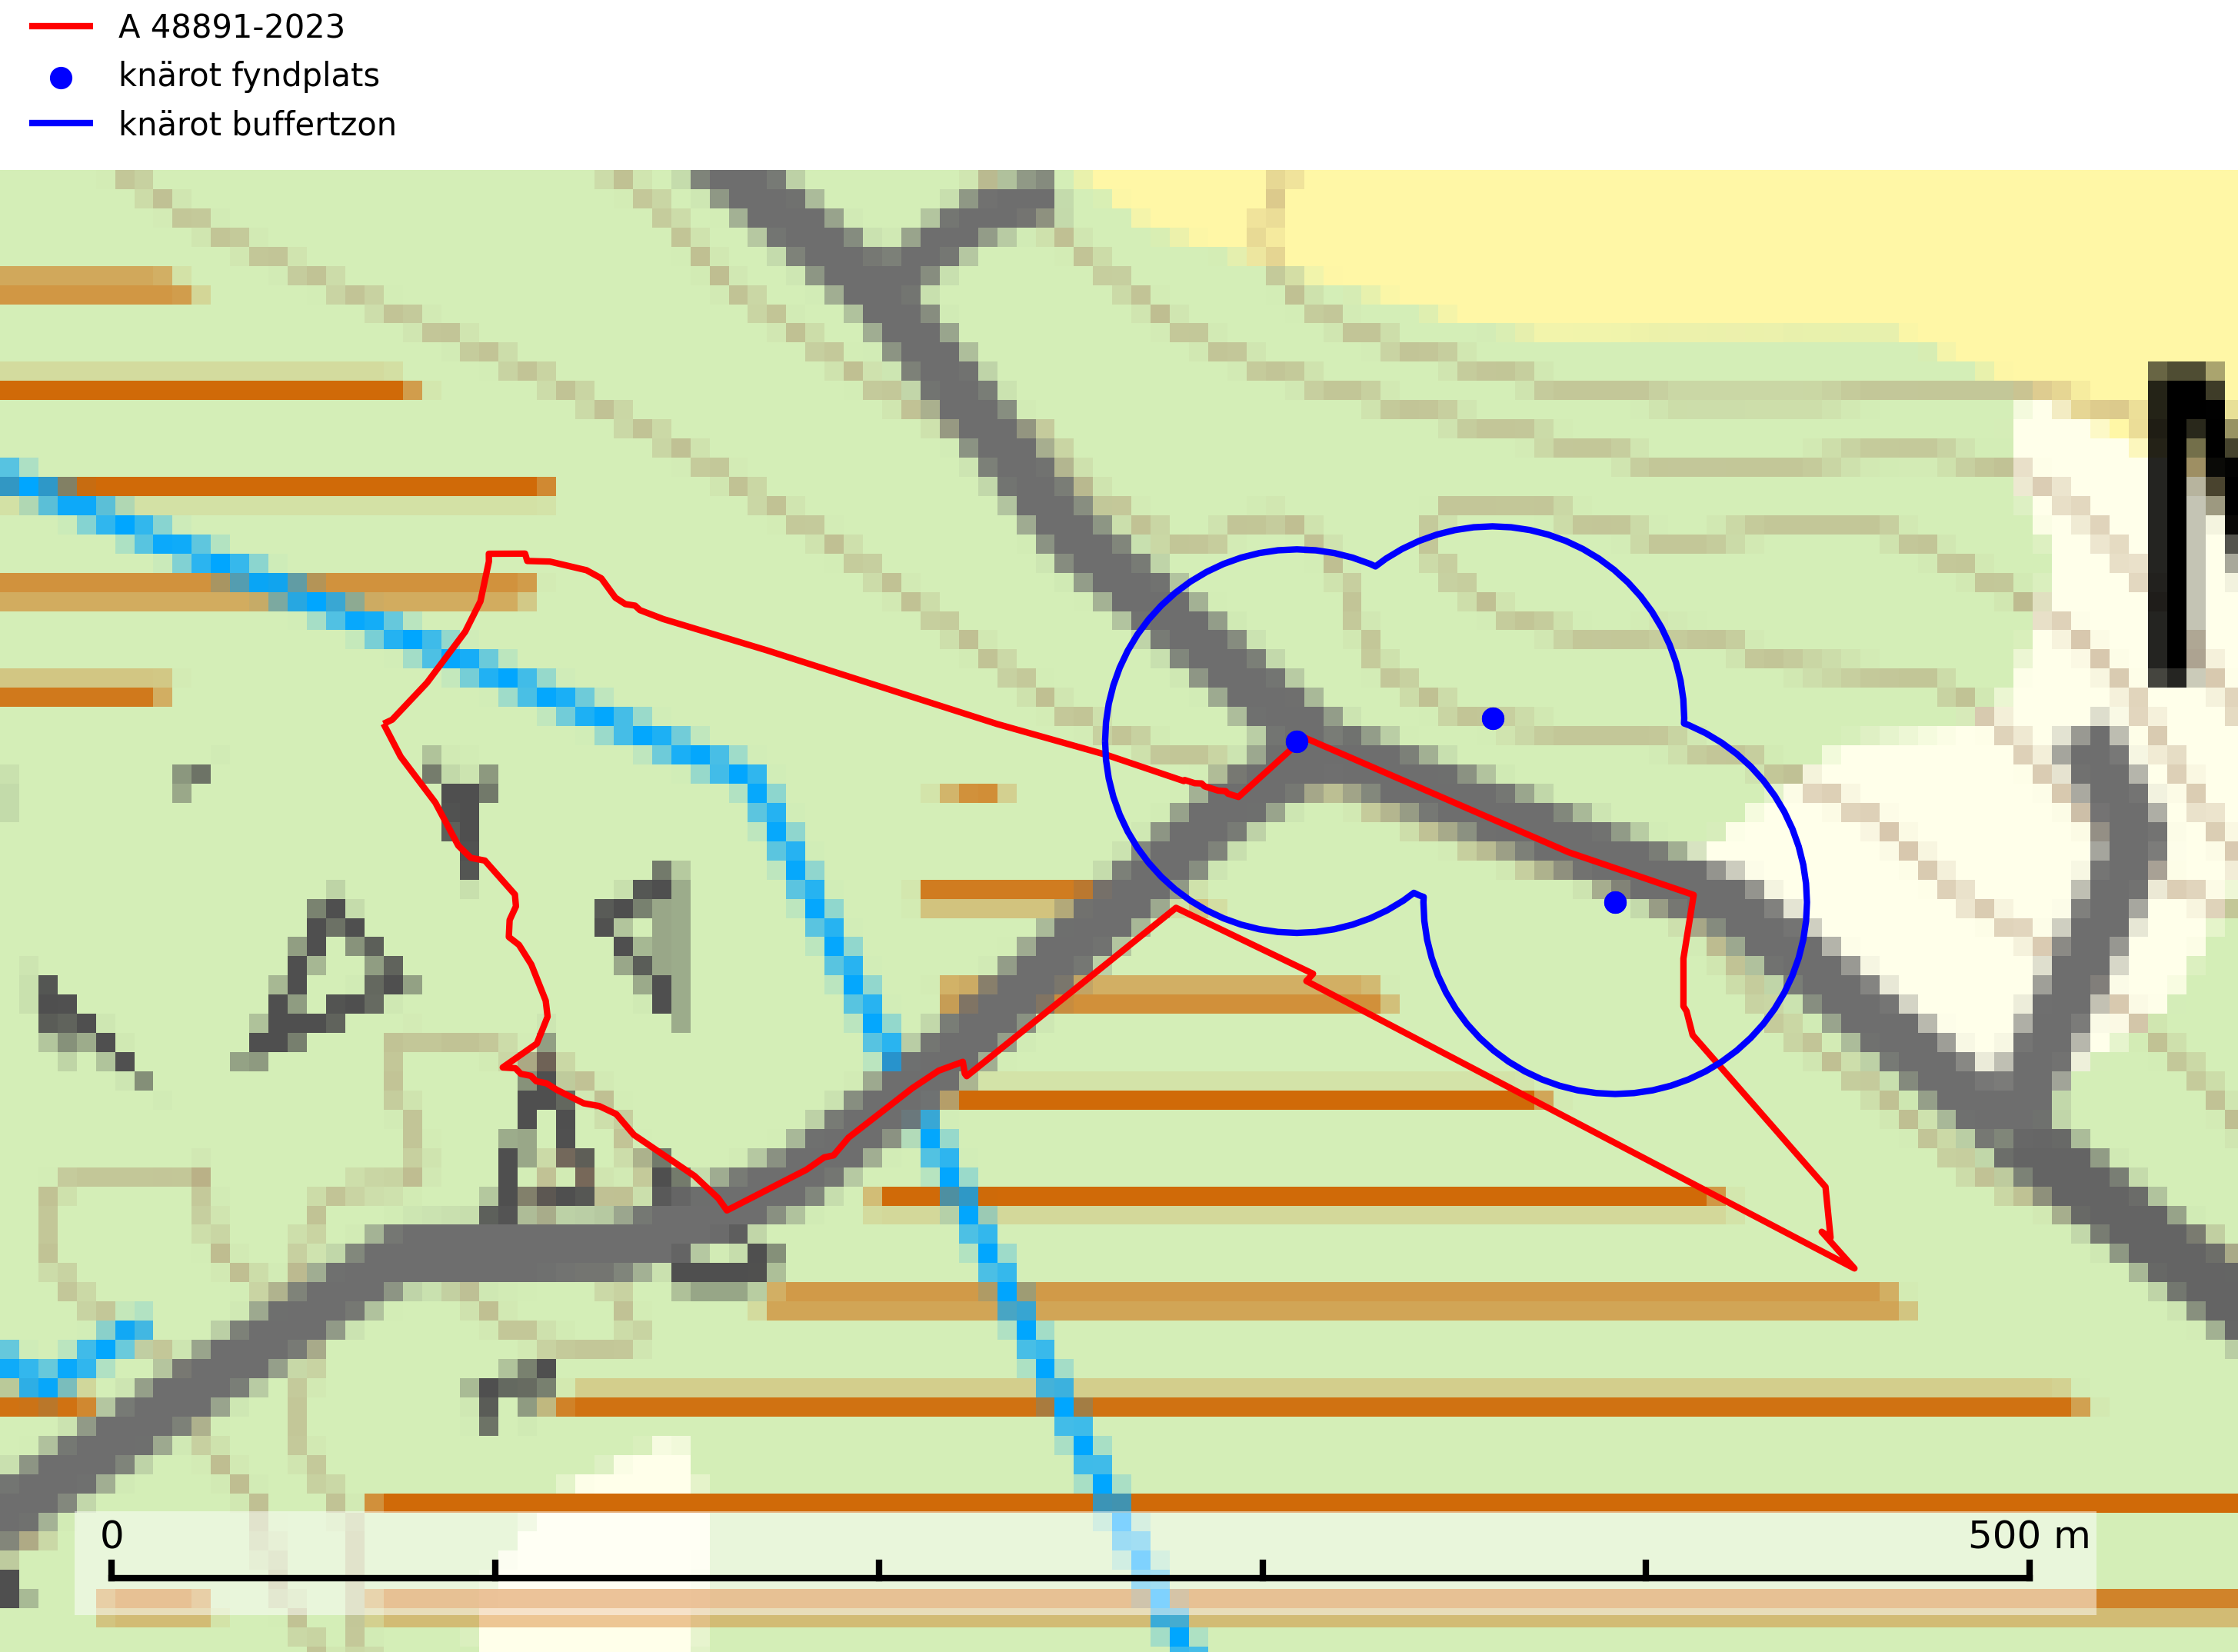 A 48891-2023
knärot fyndplats
knärot buffertzon
0
500 m